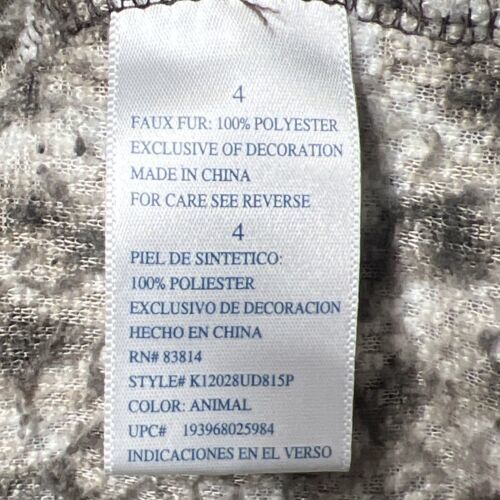 4
FAUX FUR: 100% POLYESTER
EXCLUSIVE OF DECORATION
MADE IN CHINA
FOR CARE SEE REVERSE
4
PIEL DE SINTETICO:
100% POLIESTER
EXCLUSIVO DE DECORACION
HECHO EN CHINA
RN# 83814
STYLE# K12028UD815P
COLOR: ANIMAL
UPC# 193968025984
INDICACIONES EN EL VERSO